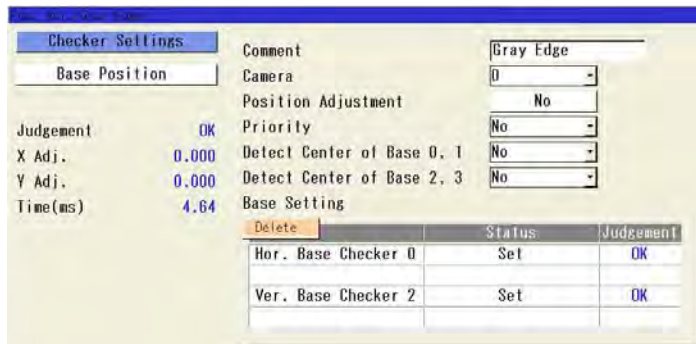 Checker Settings
Base Position
Judgement OK
X Adj. 0.000
Y Adj. 0.000
Time(ms) 4.64
Comment Gray Edge
Camera 0
Position Adjustment No
Priority No
Detect Center of Base 0, 1 No
Detect Center of Base 2, 3 No
Base Setting
Delete Status Judgement
Hor. Base Checker 0 Set OK
Ver. Base Checker 2 Set OK